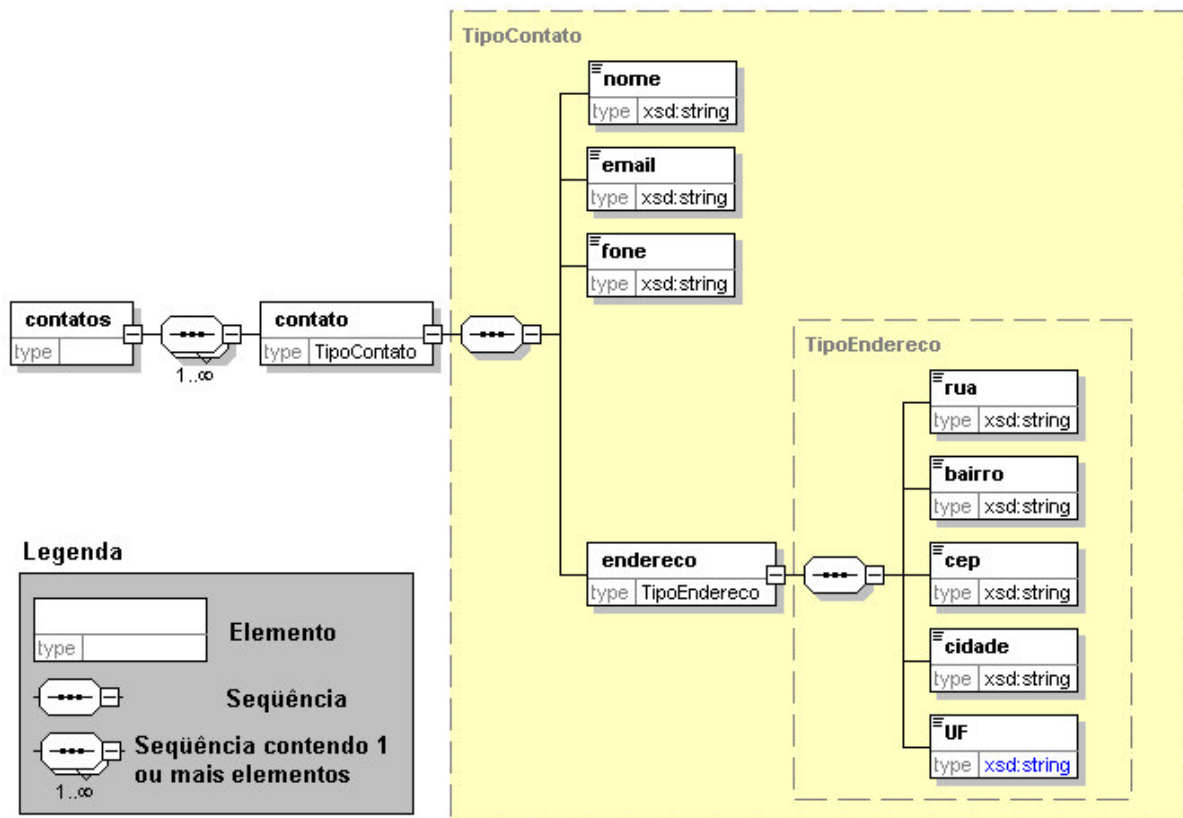 TipoContato
nome
type xsd:string
email
type xsd:string
fone
type xsd:string
contatos
type
1..∞
contato
type TipoContato
TipoEndereco
rua
type xsd:string
bairro
type xsd:string
endereco
type TipoEndereco
cep
type xsd:string
cidade
type xsd:string
UF
type xsd:string
Legenda
type
Elemento
Seqüência
Seqüência contendo 1
ou mais elementos
1..∞